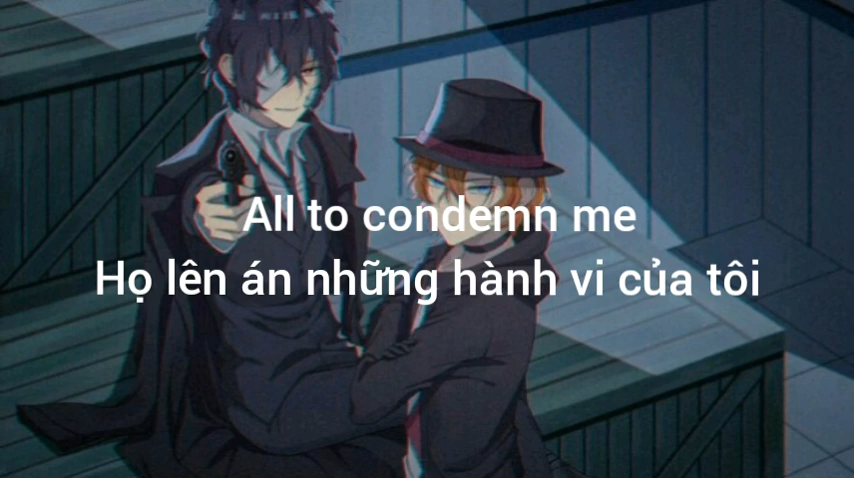 All to condemn me
Họ lên án những hành vi của tôi